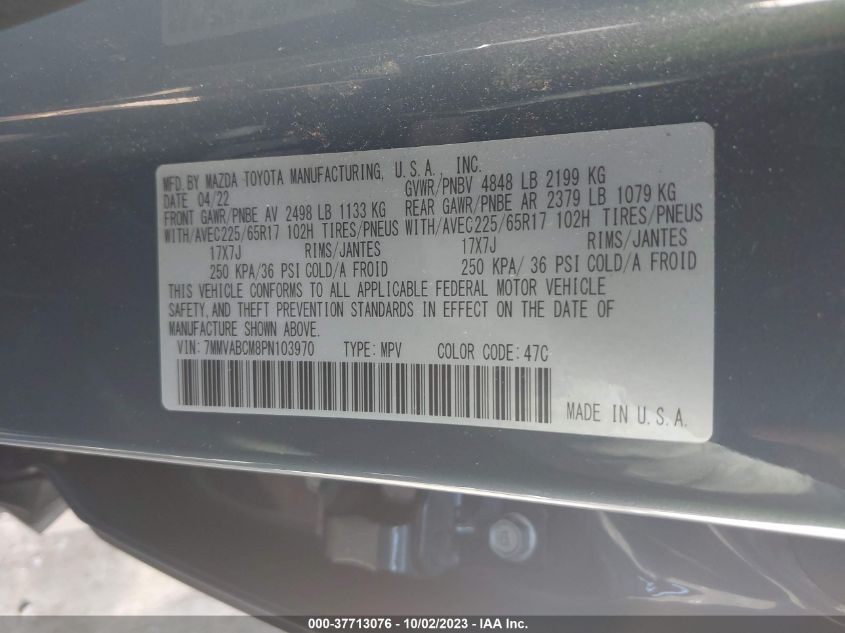 MFD. BY MAZDA TOYOTA MANUFACTURING, U.S.A., INC.
DATE 04/22 GVWR/PNBV 4848 LB 2199 KG
FRONT GAWR/PNBE AV 2498 LB 1133 KG REAR GAWR/PNBE AR 2379 LB 1079 KG
WITH/AVEC225/65R17 102H TIRES/PNEUS WITH/AVEC225/65R17 102H TIRES/PNEUS
17X7J RIMS/JANTES 17X7J RIMS/JANTES
250 KPA/36 PSI COLD/A FROID 250 KPA/ 36 PSI COLD/A FROID
THIS VEHICLE CONFORMS TO ALL APPLICABLE FEDERAL MOTOR VEHICLE
SAFETY, AND THEFT PREVENTION STANDARDS IN EFFECT ON THE DATE OF
MANUFACTURE SHOWN ABOVE.
VIN: 7MMVABCM8PN103970 TYPE: MPV COLOR CODE: 47C
MADE IN U.S.A.
000-37713076 - 10/02/2023 - IAA Inc.